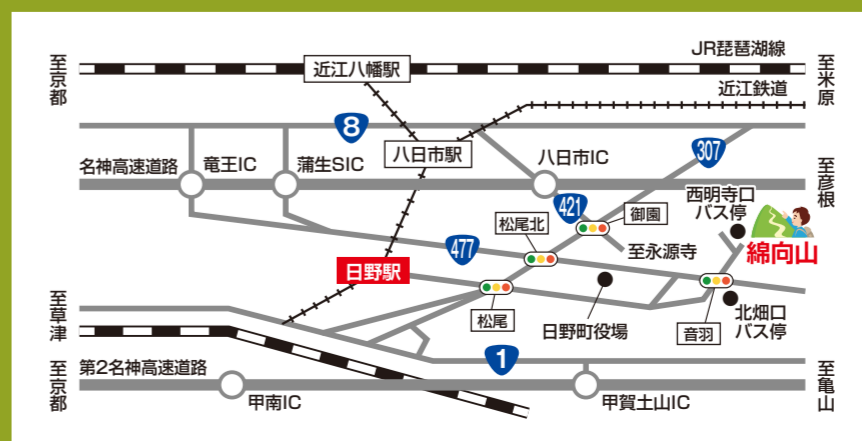 JR琵琶湖線
至京都
近江八幡駅
至米原
近江鉄道
8
八日市駅
307
名神高速道路
竜王IC
蒲生SIC
八日市IC
至彦根
西明寺口
バス停
421
御園
松尾北
477
至永源寺
綿向山
日野駅
至草津
松尾
日野町役場
音羽
北畑口
バス停
1
第2名神高速道路
至京都
甲南IC
甲賀土山IC
至亀山